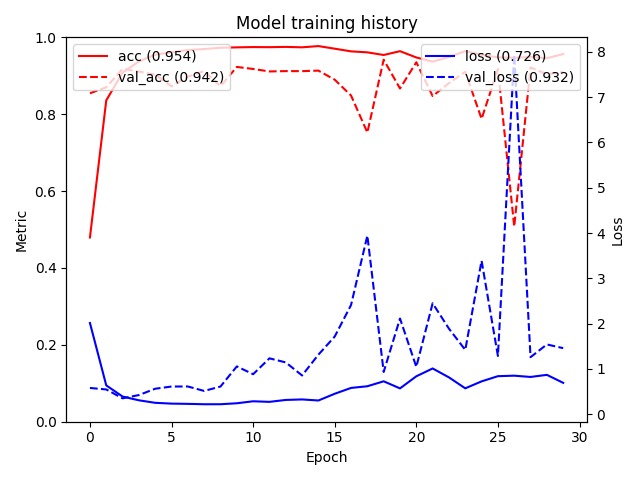 Model training history
acc (0.954)
val_acc (0.942)
loss (0.726)
val_loss (0.932)
1.0
0.8
0.6
0.4
0.2
0.0
Metric
8
7
6
5
4
3
2
1
0
Loss
0 5 10 15 20 25 30
Epoch